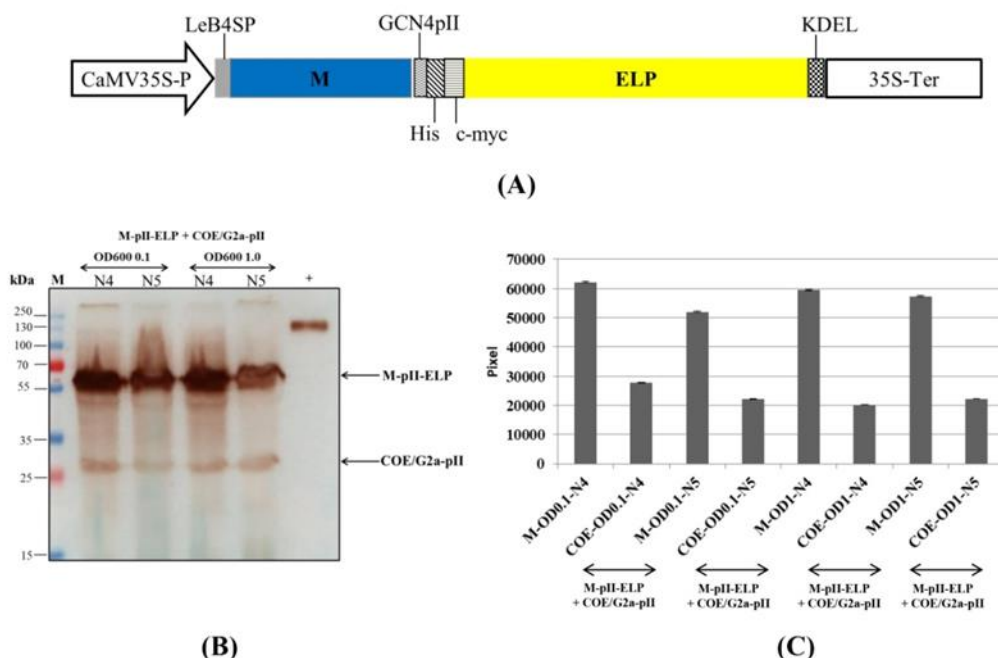 LeB4SP GCN4pII KDEL
CaMV35S-P M ELP 35S-Ter
His c-myc
(A)
M-pII-ELP + COE/G2a-pII
OD600 0.1 OD600 1.0
kDa M N4 N5 N4 N5 +
250
130
100
70
55
35
25
15
M-pII-ELP
COE/G2a-pII
(B)
Pixel
70000
60000
50000
40000
30000
20000
10000
0
M-OD0.1-N4
COE-OD0.1-N4
M-OD0.1-N5
COE-OD0.1-N5
M-OD1-N4
COE-OD1-N4
M-OD1-N5
COE-OD1-N5
M-pII-ELP M-pII-ELP M-pII-ELP M-pII-ELP
+ COE/G2a-pII + COE/G2a-pII + COE/G2a-pII + COE/G2a-pII
(C)